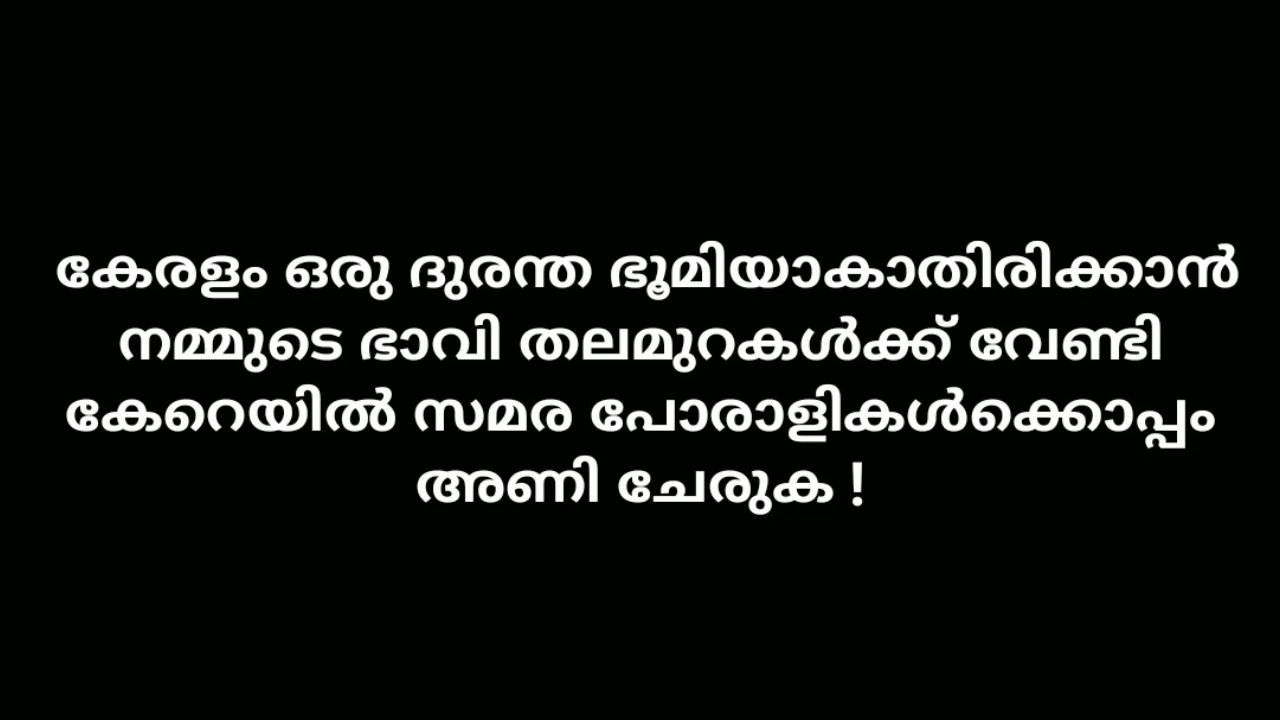 കേരളം ഒരു ദുരന്ത ഭൂമിയാകാതിരിക്കാൻ
നമ്മുടെ ഭാവി തലമുറകൾക്ക് വേണ്ടി
കേറെയിൽ സമര പോരാളികൾക്കൊപ്പം
അണി ചേരുക !